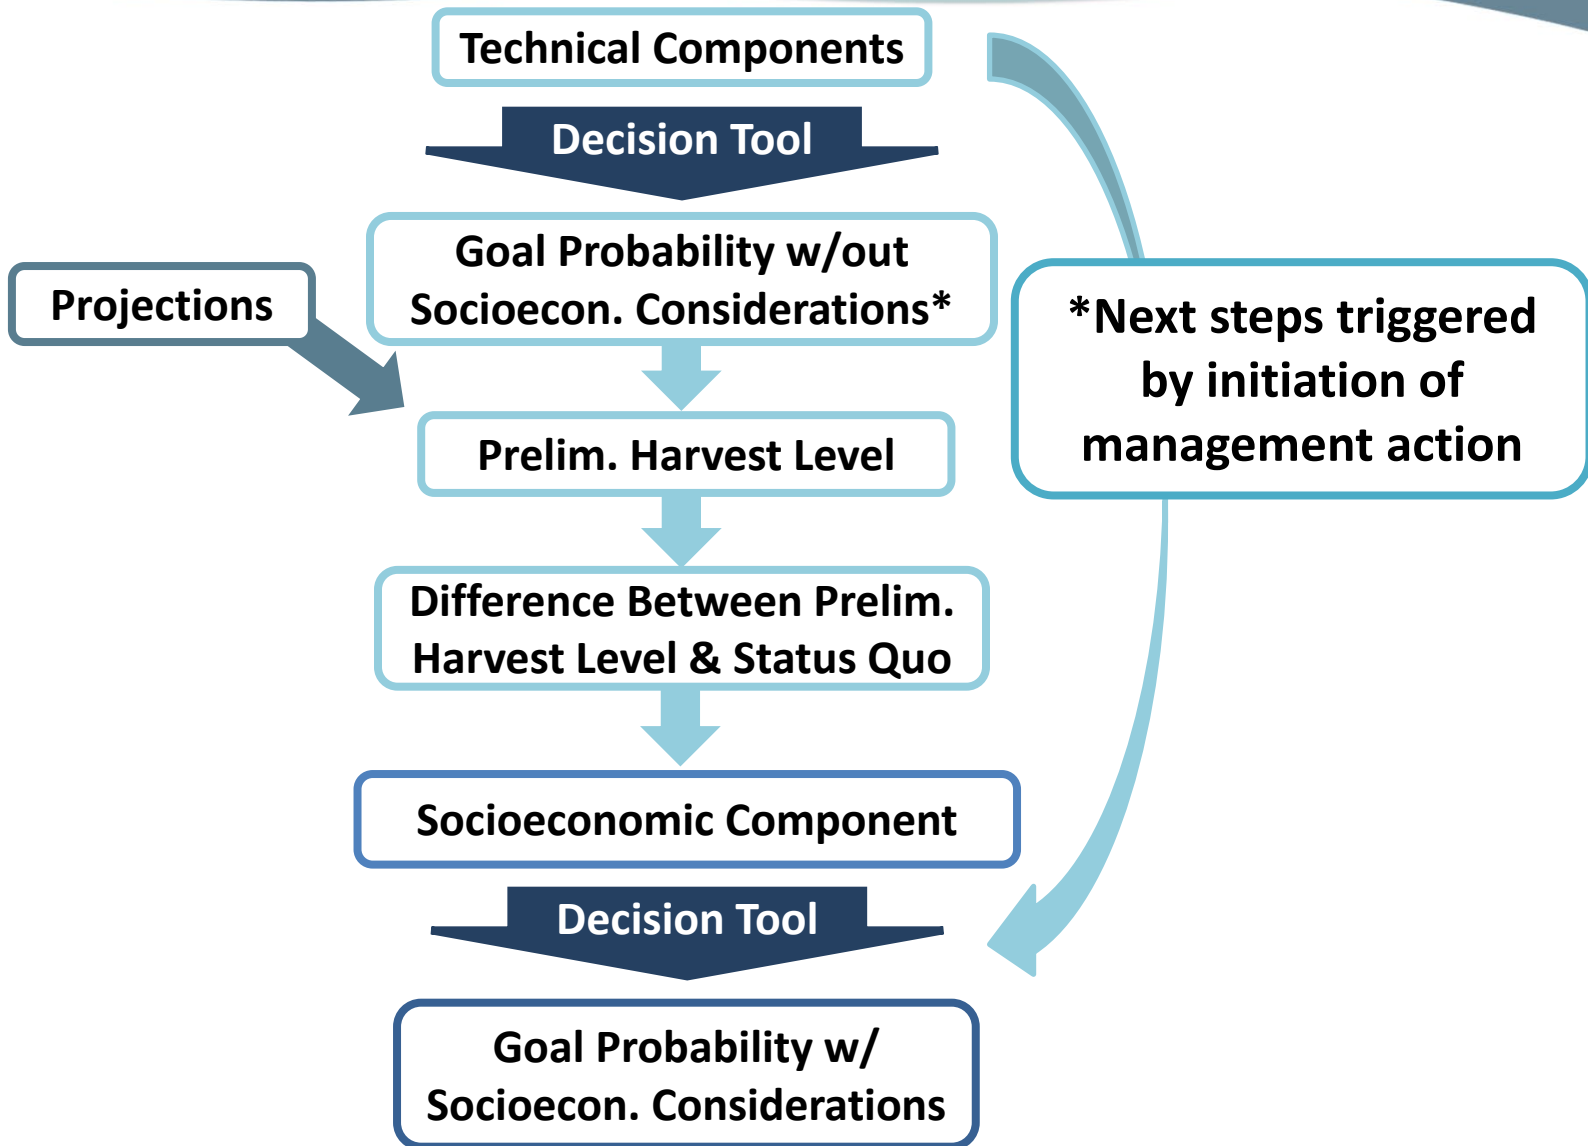 Technical Components
Decision Tool
Goal Probability w/out
Socioecon. Considerations*
Projections
*Next steps triggered
by initiation of
management action
Prelim. Harvest Level
Difference Between Prelim.
Harvest Level & Status Quo
Socioeconomic Component
Decision Tool
Goal Probability w/
Socioecon. Considerations